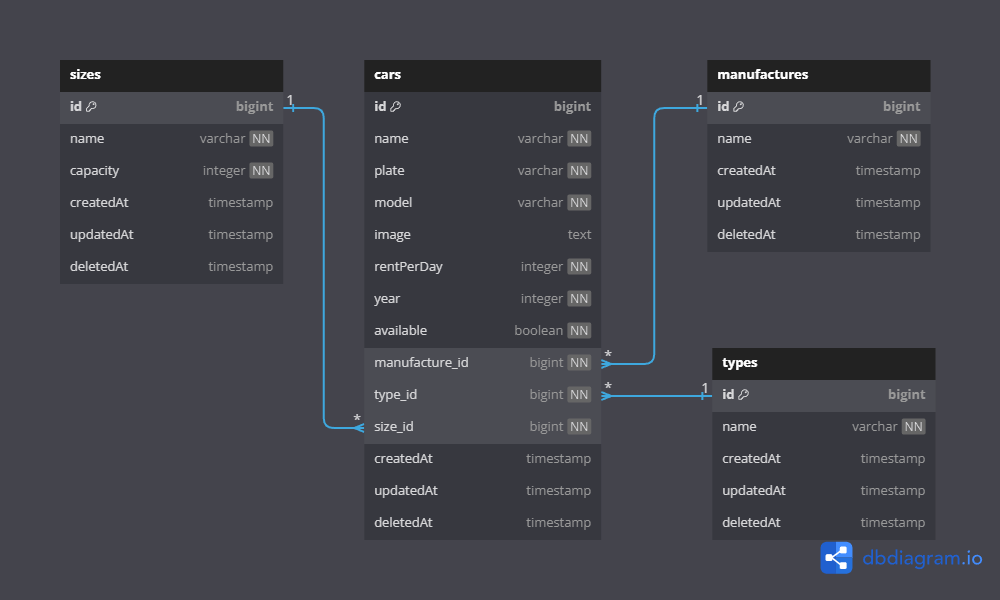 sizes
id bigint
name varchar NN
capacity integer NN
createdAt timestamp
updatedAt timestamp
deletedAt timestamp
1
*
cars
id bigint
name varchar NN
plate varchar NN
model varchar NN
image text
rentPerDay integer NN
year integer NN
available boolean NN
manufacture_id bigint NN
type_id bigint NN
size_id bigint NN
createdAt timestamp
updatedAt timestamp
deletedAt timestamp
*
*
1
manufactures
id bigint
name varchar NN
createdAt timestamp
updatedAt timestamp
deletedAt timestamp
1
types
id bigint
name varchar NN
createdAt timestamp
updatedAt timestamp
deletedAt timestamp
dbdiagram.io